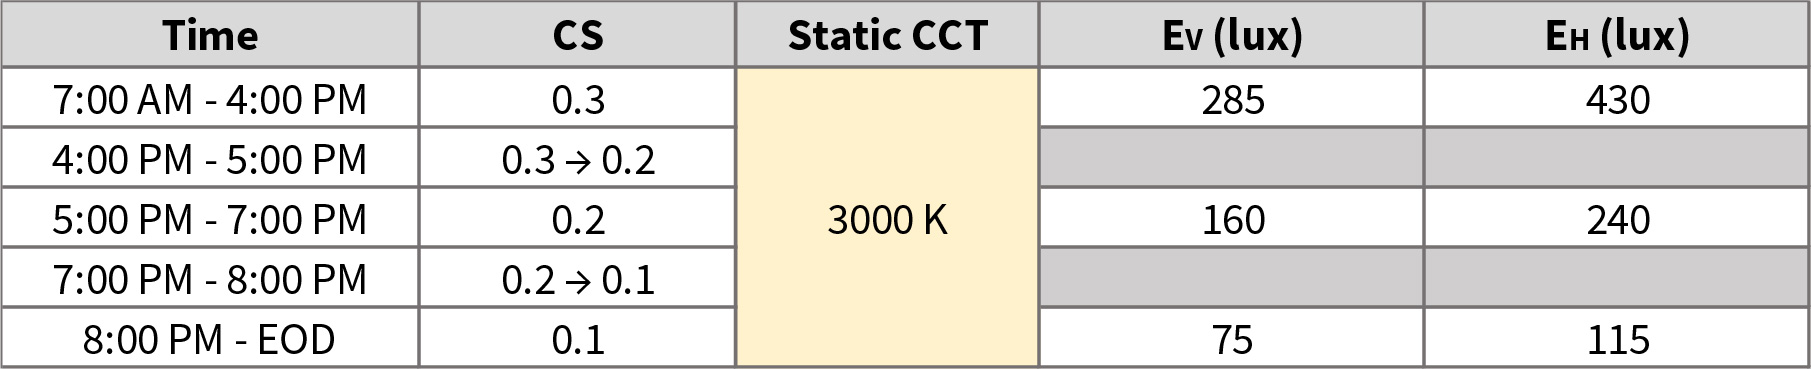 Time CS Static CCT EV (lux) EH (lux)
7:00 AM - 4:00 PM 0.3 285 430
4:00 PM - 5:00 PM 0.3 → 0.2
5:00 PM - 7:00 PM 0.2 3000 K 160 240
7:00 PM - 8:00 PM 0.2 → 0.1
8:00 PM - EOD 0.1 75 115